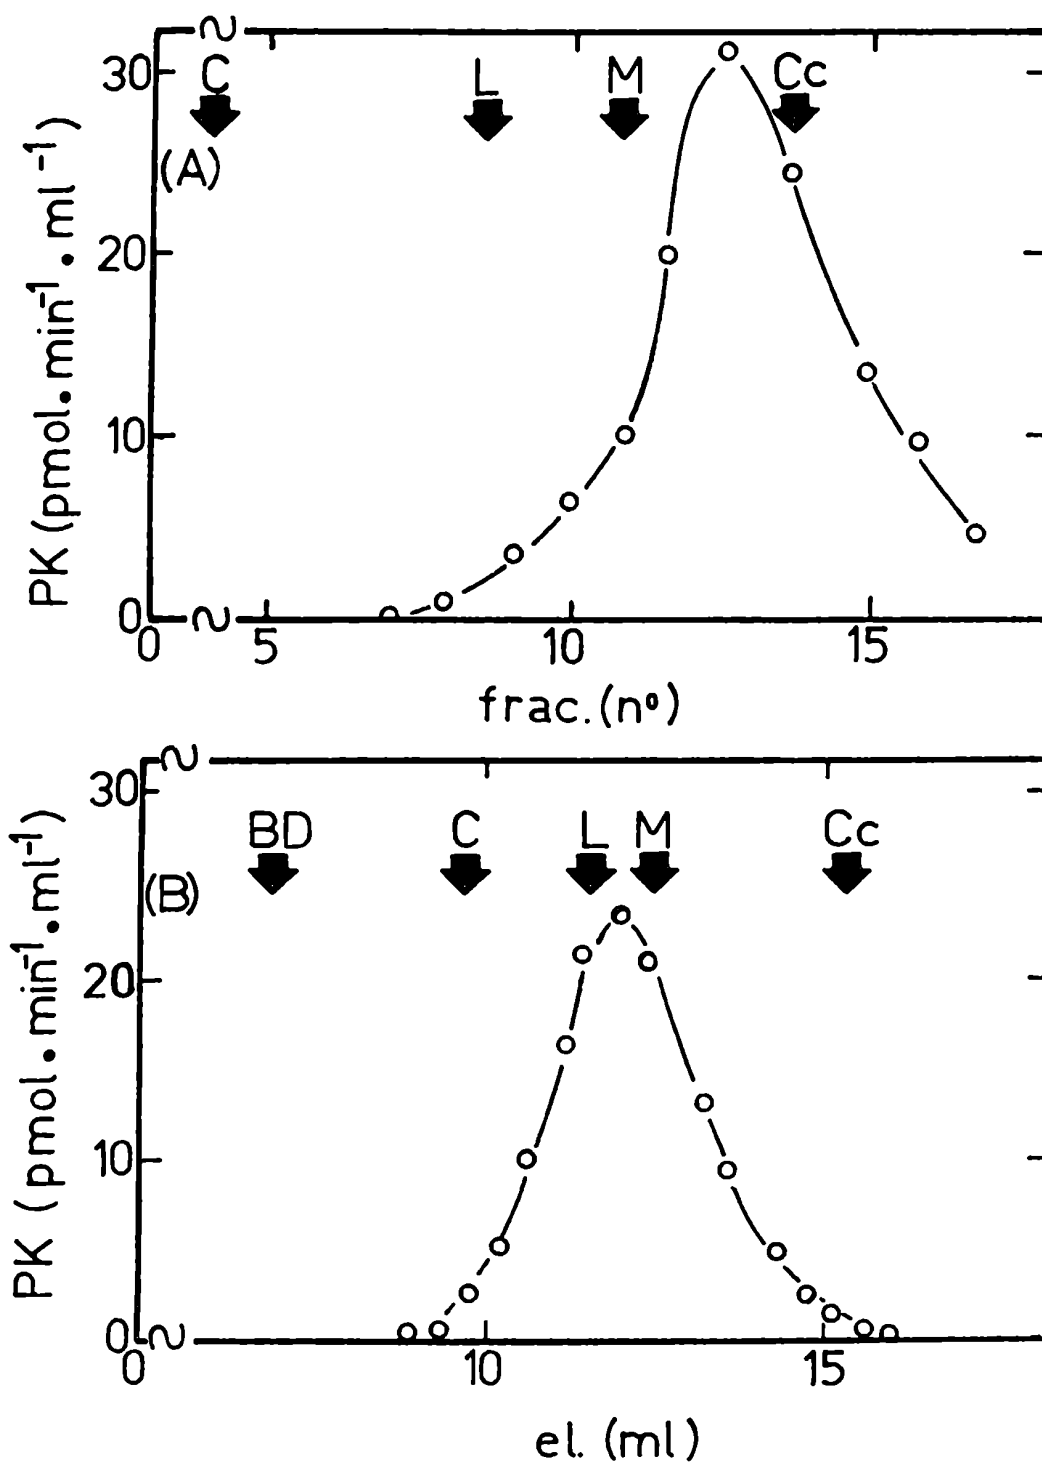 30 C L M Cc
(A)
20
10
0
PK (pmol.min⁻¹.ml⁻¹)
0 5 10 15
frac.(nº)
30
BD C L M Cc
(B)
20
10
0
PK (pmol.min⁻¹.ml⁻¹)
0 10 15
el. (ml)